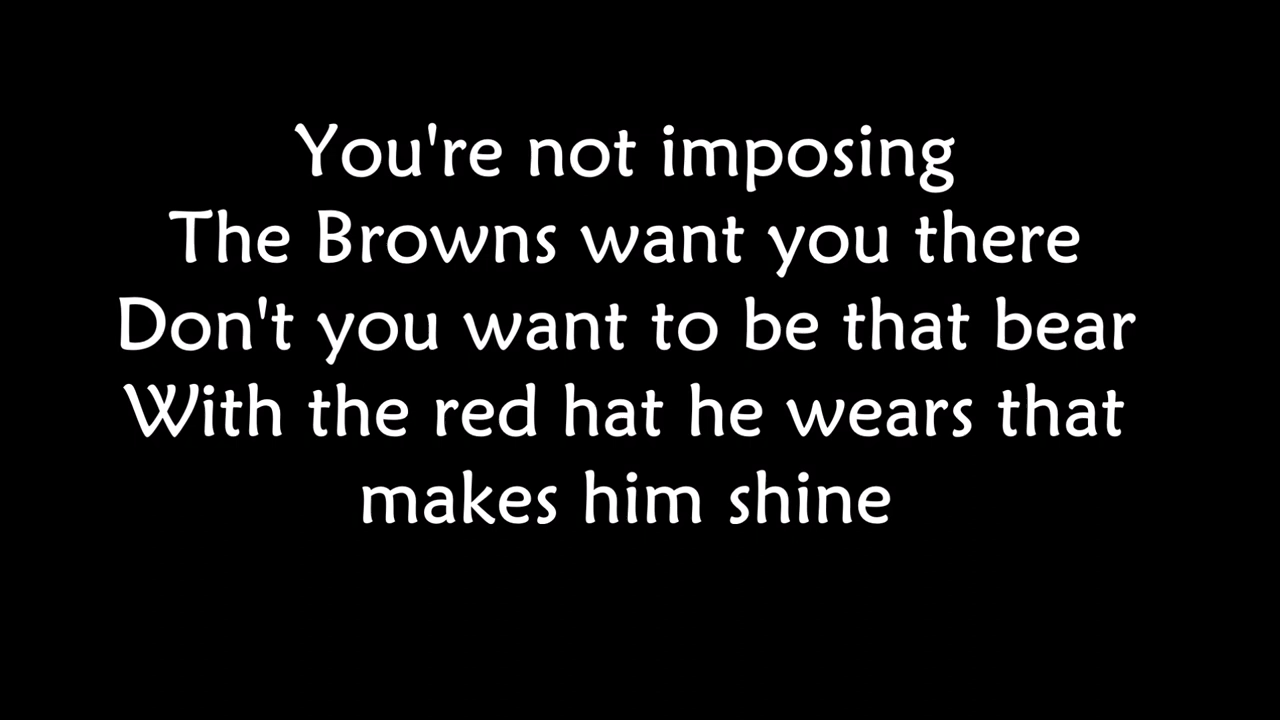 You're not imposing
The Browns want you there
Don't you want to be that bear
With the red hat he wears that
makes him shine